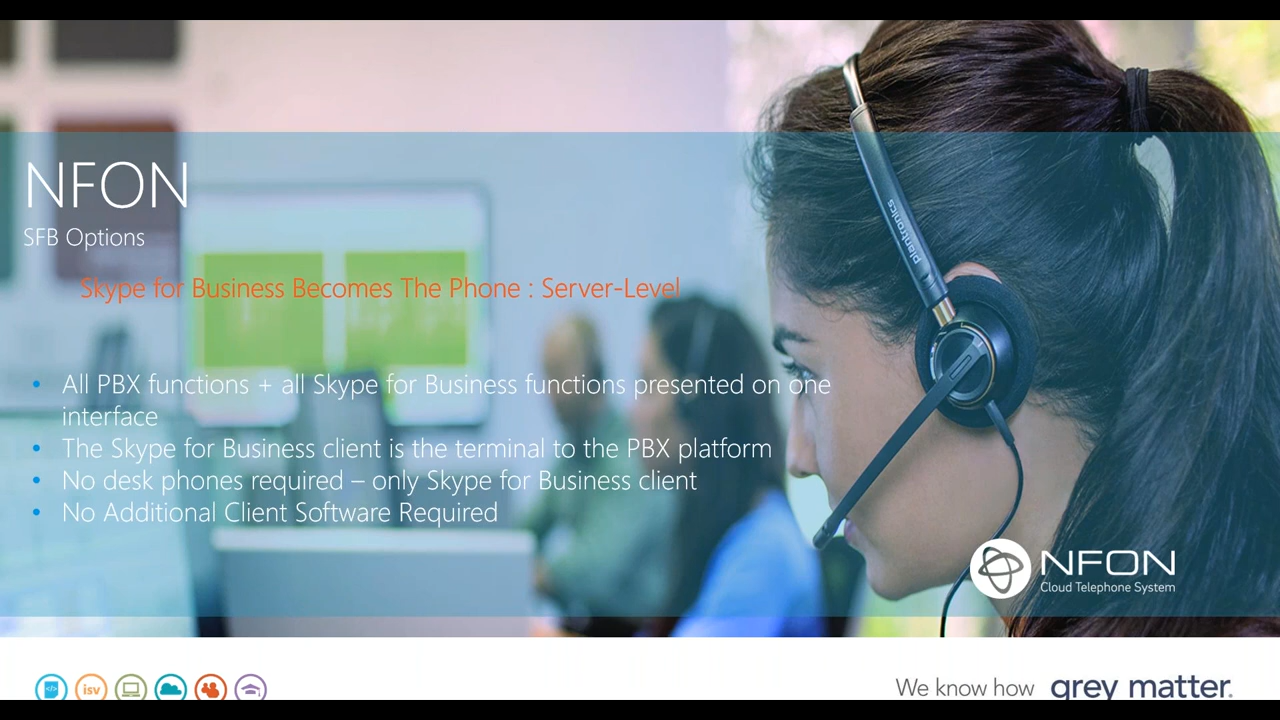 NFON
SFB Options
Skype for Business Becomes The Phone : Server-Level
• All PBX functions + all Skype for Business functions presented on one
interface
• The Skype for Business client is the terminal to the PBX platform
• No desk phones required – only Skype for Business client
• No Additional Client Software Required
plantronics
NFON
Cloud Telephone System
</> isv
We know how grey matter.